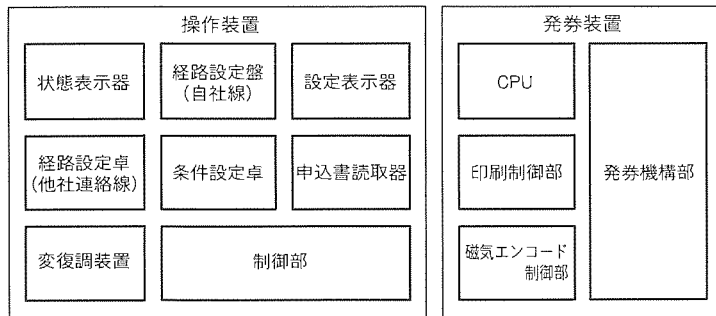 操作装置
状態表示器
経路設定盤
(自社線)
設定表示器
経路設定卓
(他社連絡線)
条件設定卓
申込書読取器
変復調装置
制御部
発券装置
CPU
印刷制御部
磁気エンコード
制御部
発券機構部